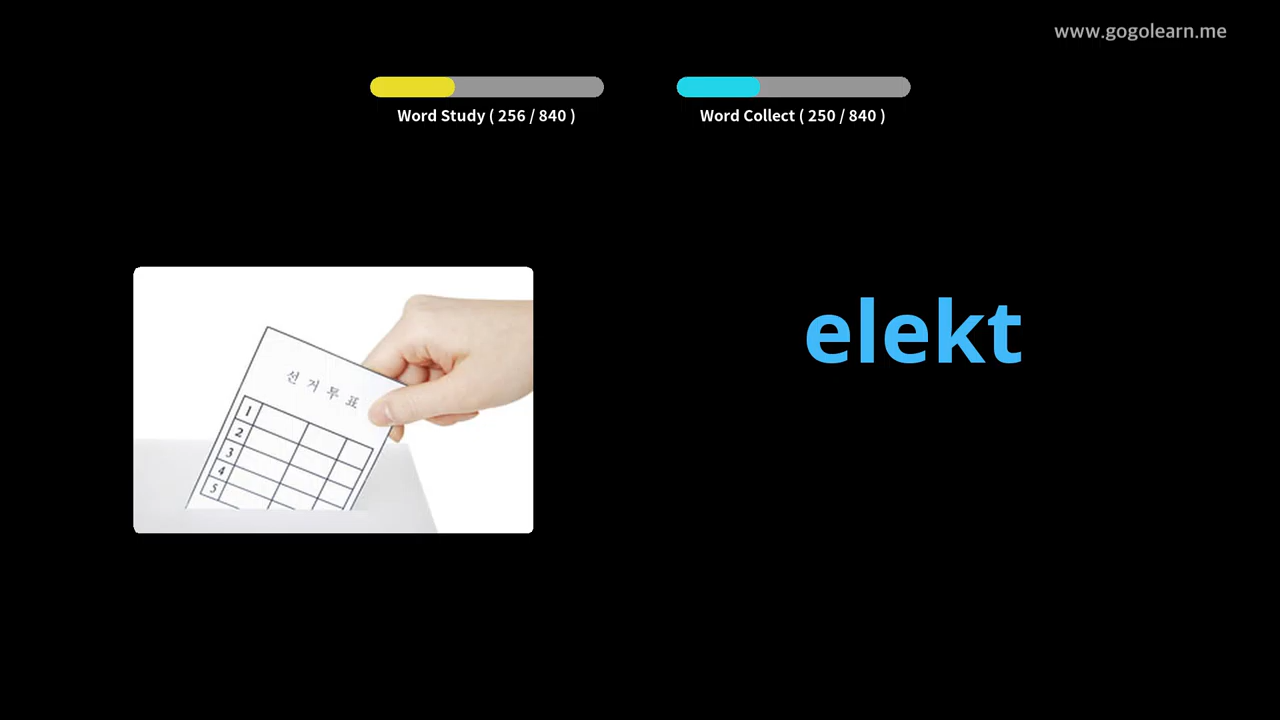 www.gogolearn.me
Word Study ( 256 / 840 )
Word Collect ( 250 / 840 )
elekt
선거투표
1
2
3
4
5